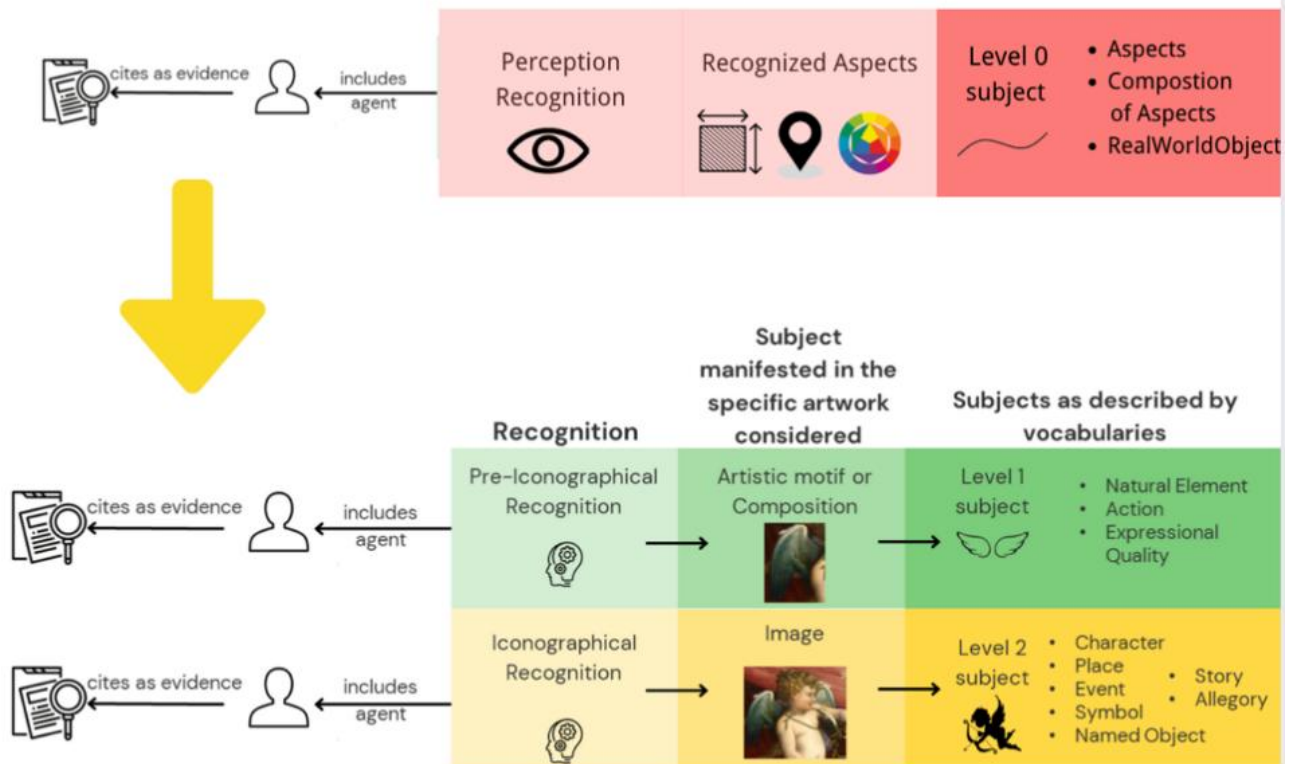 cites as evidence
includes
agent
Perception
Recognition
Recognized Aspects
Level 0
subject
• Aspects
• Compostion
of Aspects
• RealWorldObject
Recognition
Subject
manifested in the
specific artwork
considered
Subjects as described by
vocabularies
cites as evidence
includes
agent
Pre-Iconographical
Recognition
Artistic motif or
Composition
Level 1
subject
• Natural Element
• Action
• Expressional
Quality
cites as evidence
includes
agent
Iconographical
Recognition
Image
Level 2
subject
• Character
• Place
• Event
• Symbol
• Named Object
• Story
• Allegory